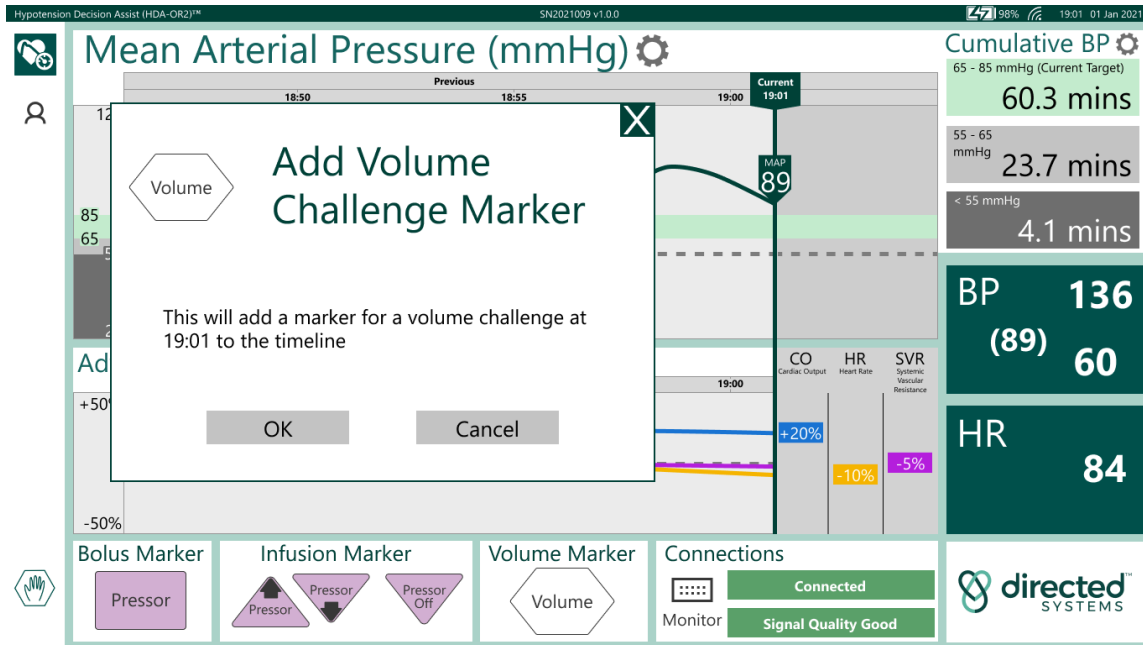 Hypotension Decision Assist (HDA-OR2)™
SN2021009 v1.0.0
98%
19:01 01 Jan 2021
Mean Arterial Pressure (mmHg)
Previous
18:50
18:55
19:00
Current
19:01
85
65
MAP
89
X
Volume
Add Volume
Challenge Marker
This will add a marker for a volume challenge at
19:01 to the timeline
OK
Cancel
Ad
19:00
+50
-50%
CO
Cardiac Output
HR
Heart Rate
SVR
Systemic
Vascular
Resistance
+20%
-10%
-5%
Cumulative BP
65 - 85 mmHg (Current Target)
60.3 mins
55 - 65
mmHg
23.7 mins
< 55 mmHg
4.1 mins
BP
136
(89)
60
HR
84
Bolus Marker
Pressor
Infusion Marker
Pressor
Pressor
Pressor
Off
Volume Marker
Volume
Connections
Monitor
Connected
Signal Quality Good
directed™
SYSTEMS